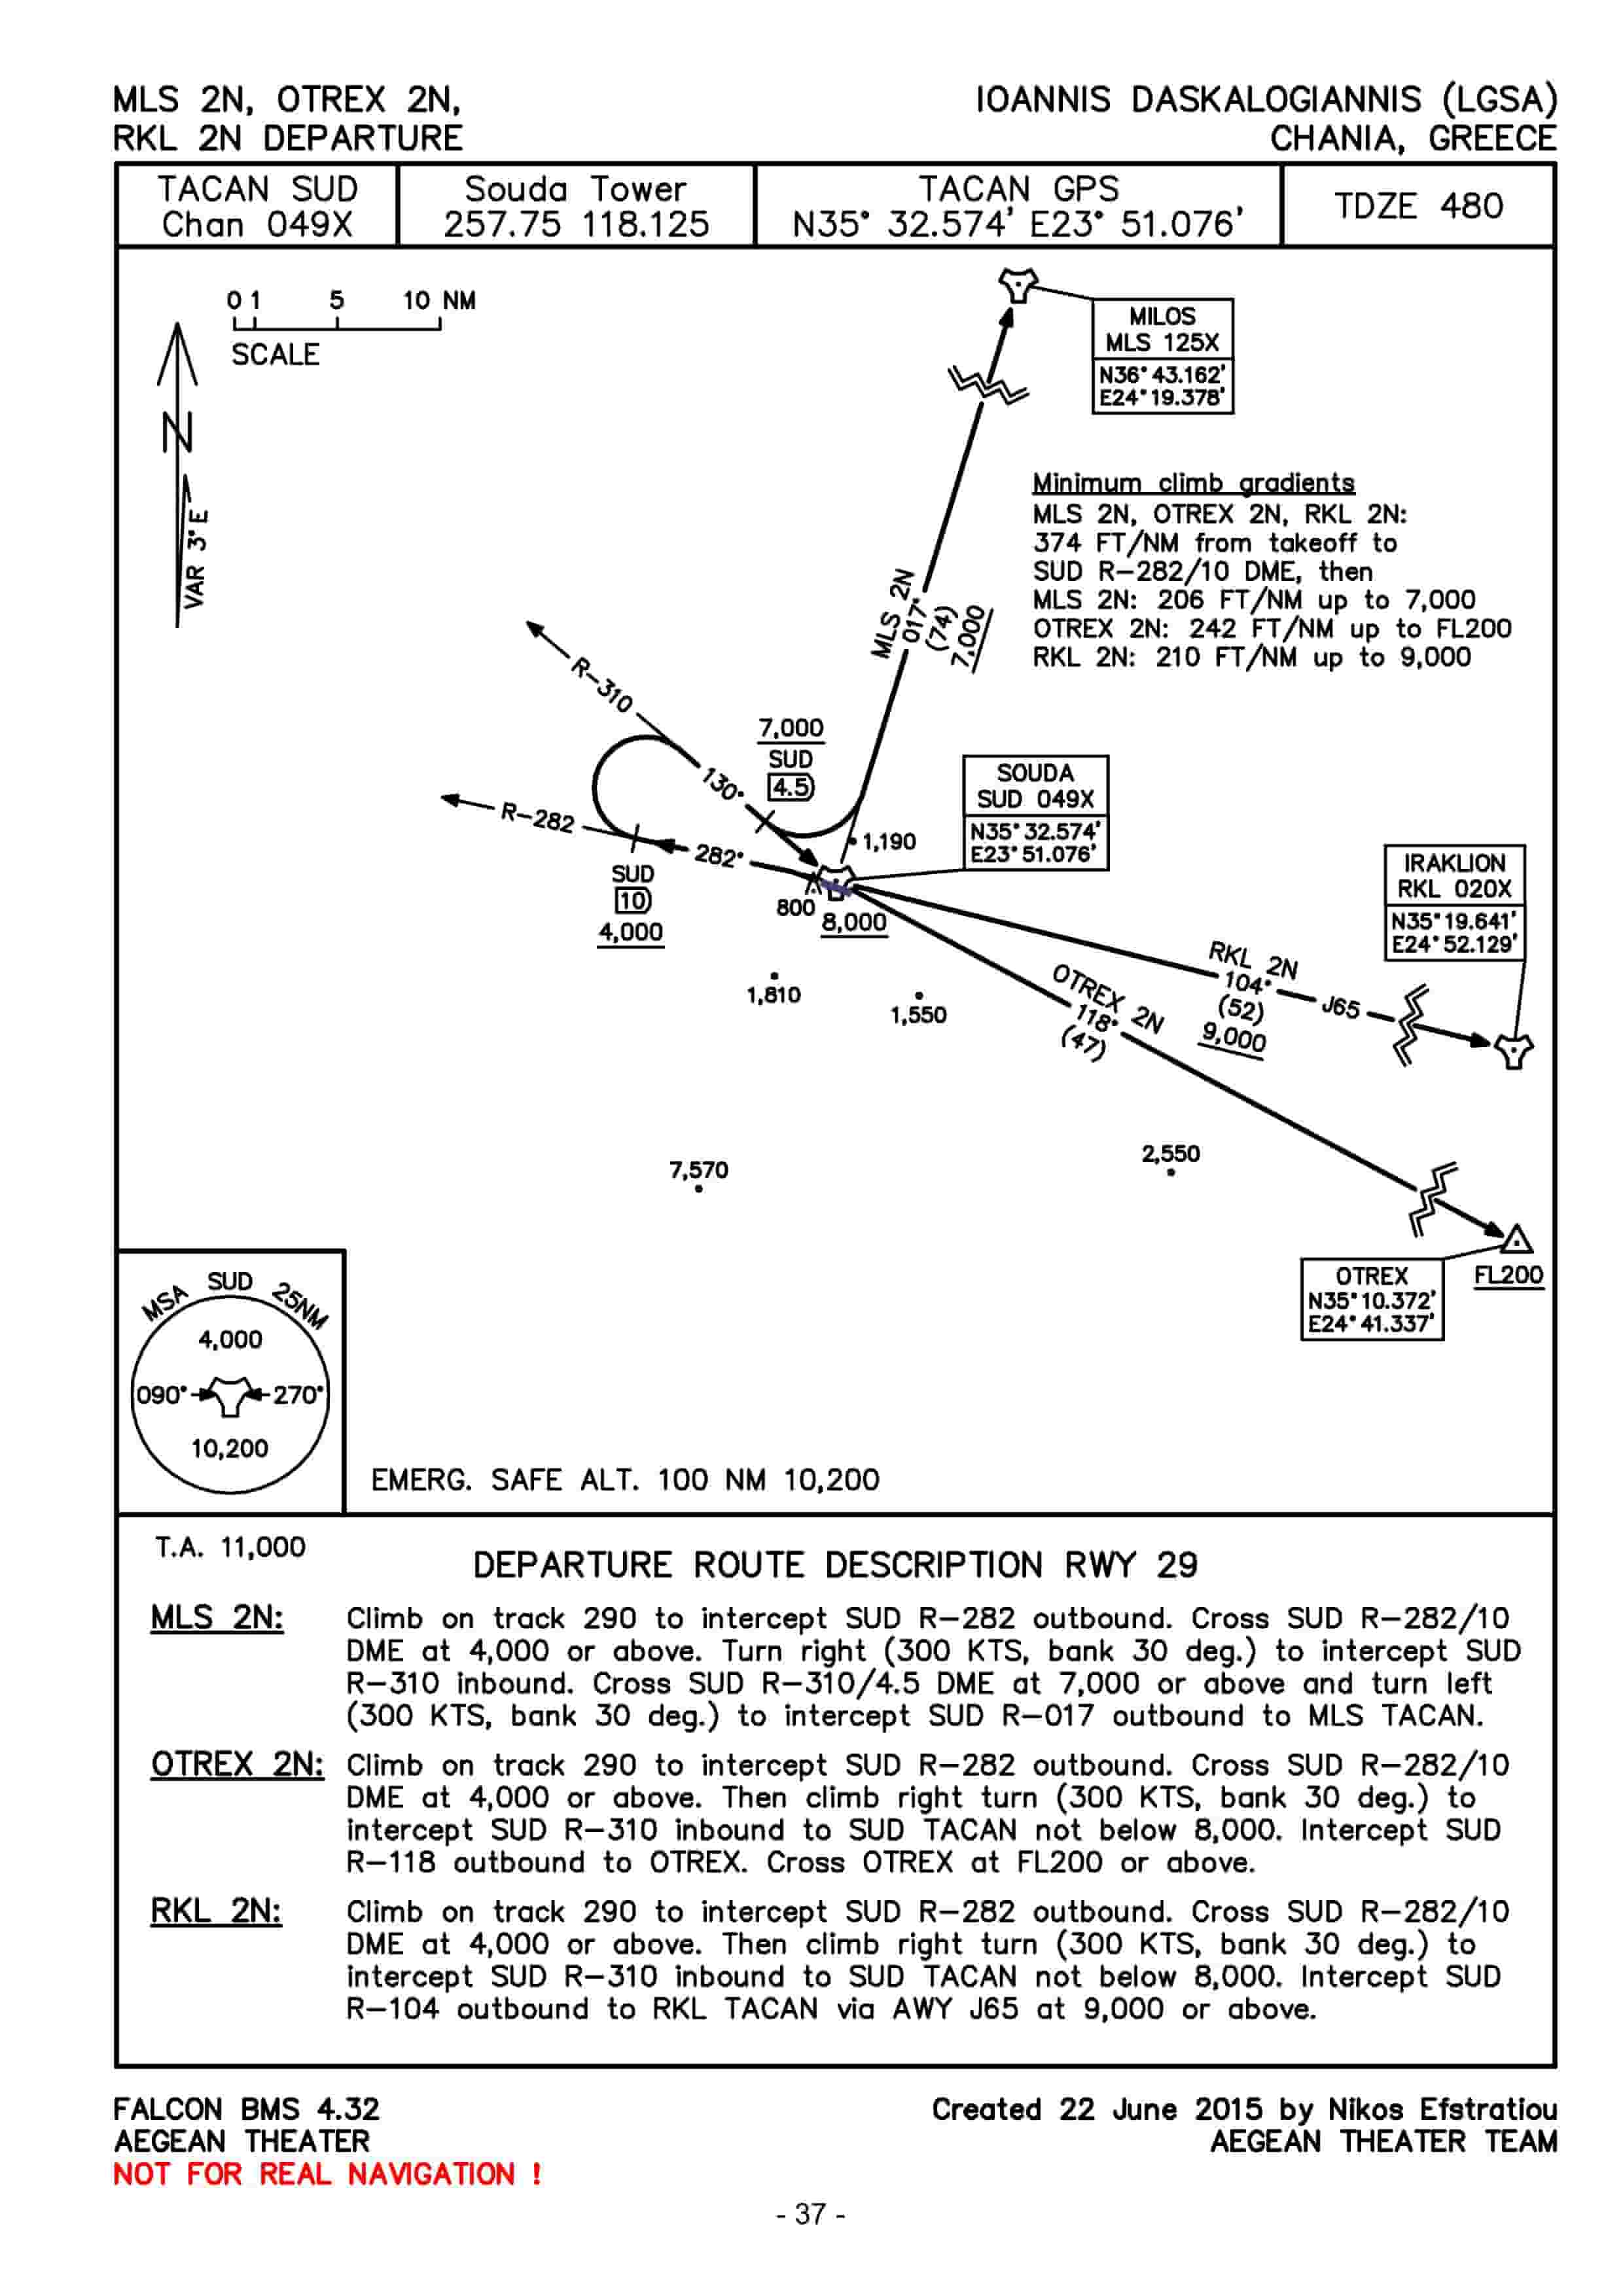 MLS 2N, OTREX 2N,
RKL 2N DEPARTURE
IOANNIS DASKALOGIANNIS (LGSA)
CHANIA, GREECE
TACAN SUD
Chan 049X
Souda Tower
257.75 118.125
TACAN GPS
N35° 32.574' E23° 51.076'
TDZE 480
0 1 5 10 NM
SCALE
N
VAR 3°E
MILOS
MLS 125X
N36°43.162'
E24°19.378'
Minimum climb gradients
MLS 2N, OTREX 2N, RKL 2N:
374 FT/NM from takeoff to
SUD R-282/10 DME, then
MLS 2N: 206 FT/NM up to 7,000
OTREX 2N: 242 FT/NM up to FL200
RKL 2N: 210 FT/NM up to 9,000
MLS 2N
017°
(74)
7,000
R-310
130°
7,000
SUD
4.5
R-282
282°
SUD
10
4,000
SOUDA
SUD 049X
N35°32.574'
E23°51.076'
1,190
800
8,000
IRAKLION
RKL 020X
N35°19.641'
E24°52.129'
RKL 2N
104°
(52)
9,000
J65
OTREX 2N
118°
(47)
1,810
1,550
7,570
2,550
OTREX
N35°10.372'
E24°41.337'
FL200
MSA SUD 25NM
4,000
090° 270°
10,200
EMERG. SAFE ALT. 100 NM 10,200
T.A. 11,000
DEPARTURE ROUTE DESCRIPTION RWY 29
MLS 2N: Climb on track 290 to intercept SUD R-282 outbound. Cross SUD R-282/10
DME at 4,000 or above. Turn right (300 KTS, bank 30 deg.) to intercept SUD
R-310 inbound. Cross SUD R-310/4.5 DME at 7,000 or above and turn left
(300 KTS, bank 30 deg.) to intercept SUD R-017 outbound to MLS TACAN.
OTREX 2N: Climb on track 290 to intercept SUD R-282 outbound. Cross SUD R-282/10
DME at 4,000 or above. Then climb right turn (300 KTS, bank 30 deg.) to
intercept SUD R-310 inbound to SUD TACAN not below 8,000. Intercept SUD
R-118 outbound to OTREX. Cross OTREX at FL200 or above.
RKL 2N: Climb on track 290 to intercept SUD R-282 outbound. Cross SUD R-282/10
DME at 4,000 or above. Then climb right turn (300 KTS, bank 30 deg.) to
intercept SUD R-310 inbound to SUD TACAN not below 8,000. Intercept SUD
R-104 outbound to RKL TACAN via AWY J65 at 9,000 or above.
FALCON BMS 4.32
AEGEAN THEATER
NOT FOR REAL NAVIGATION !
Created 22 June 2015 by Nikos Efstratiou
AEGEAN THEATER TEAM
- 37 -